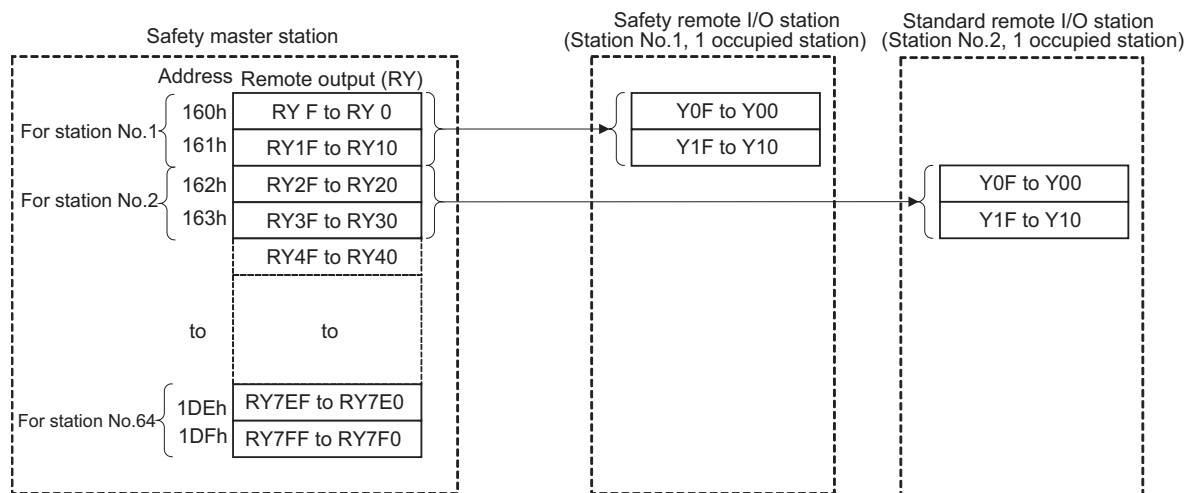 Safety master station
Safety remote I/O station
(Station No.1, 1 occupied station)
Standard remote I/O station
(Station No.2, 1 occupied station)
Address Remote output (RY)
For station No.1
160h RY F to RY 0
161h RY1F to RY10
Y0F to Y00
Y1F to Y10
For station No.2
162h RY2F to RY20
163h RY3F to RY30
Y0F to Y00
Y1F to Y10
RY4F to RY40
to to
For station No.64
1DEh RY7EF to RY7E0
1DFh RY7FF to RY7F0